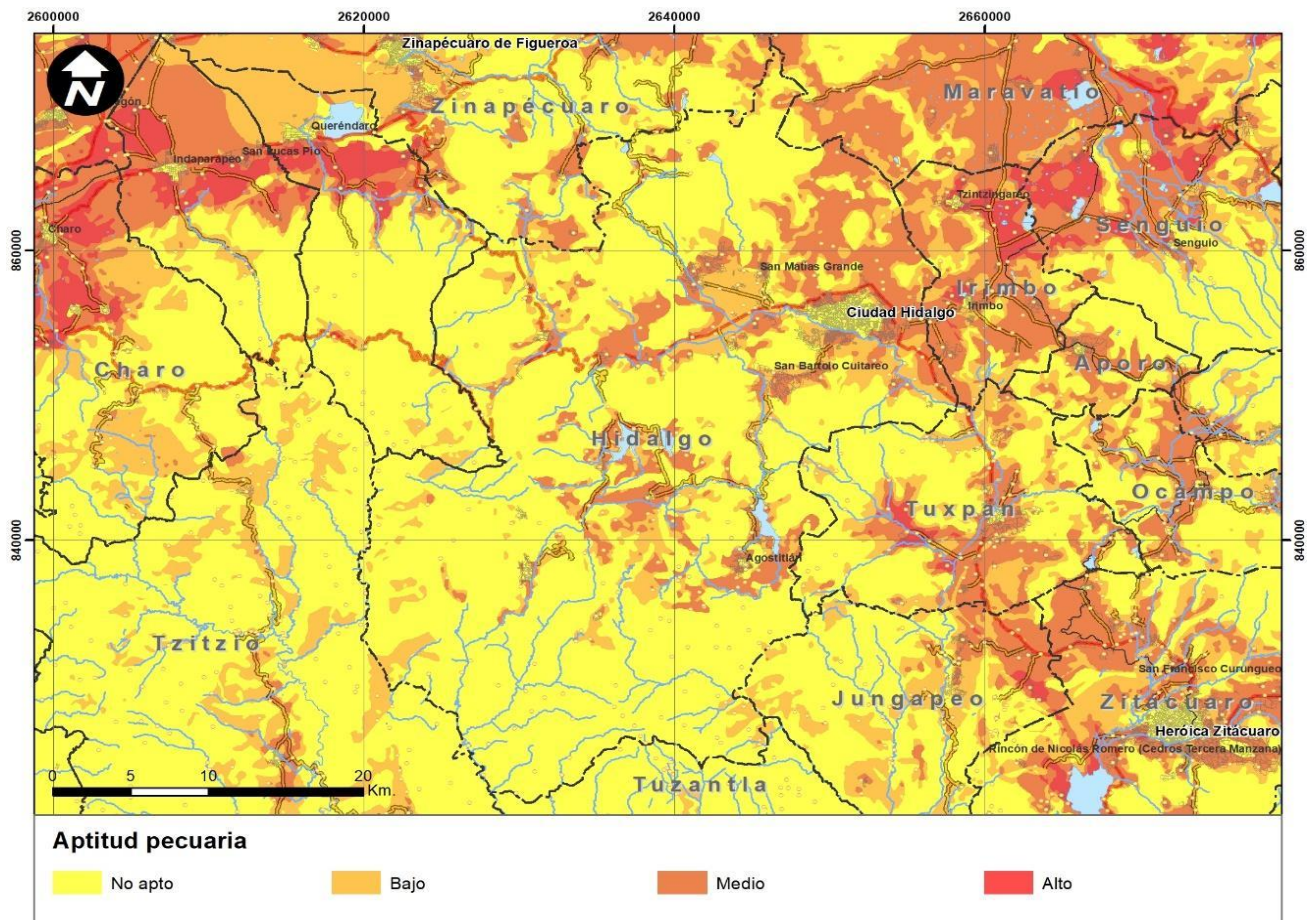 2600000 2620000 2640000 2660000
Zinapécuaro de Figueroa
Maravatío
Zinapécuaro
N
Queréndaro
San Lucas Pío
Indaparapeo
Tzintzingareo
Charo
Senguio
Senguio
860000 860000
San Matías Grande
Irimbo
Irimbo
Ciudad Hidalgo
Charo
San Bartolo Cuitareo
Aporo
Hidalgo
Ocampo
Tuxpan
840000 840000
Agostitlán
Tzitzio
San Francisco Curungueo
Jungapeo
Zitácuaro
Heróica Zitácuaro
Rincón de Nicolás Romero (Cedros Tercera Manzana)
0 5 10 20
Km.
Tuzantla
Aptitud pecuaria
No apto Bajo Medio Alto